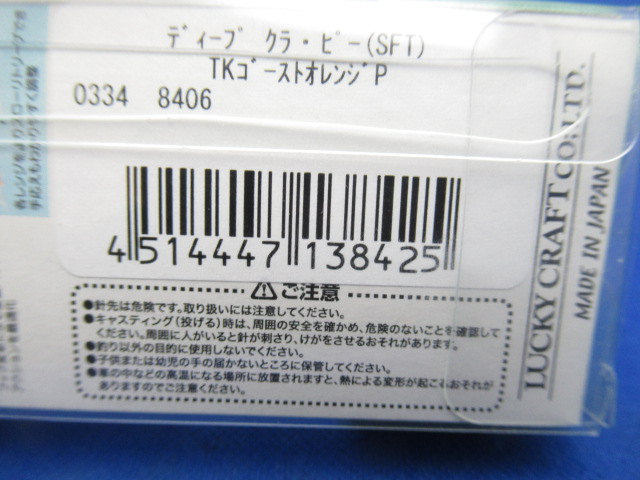 ﾃﾞｨｰﾌﾟ ｸﾗ・ﾋﾟｰ(SFT)
TKｺﾞｰｽﾄｵﾚﾝｼﾞP
0334 8406
4 514447 138425
ご注意
●針先は危険です。取り扱いには注意してください。
●キャスティング(投げる)時は、周囲の安全を確かめ、危険のないことを確認して
ください。周囲に人がいると針が刺さり、けがをさせるおそれがあります。
●釣り以外の目的に使用しないでください。
●子供または幼児の手の届かないところに保管してください。
●車の中などの高温になる場所に放置されますと、熱による変形が起こるおそれが
ありますのでご注意ください。
LUCKY CRAFT CO., LTD.
MADE IN JAPAN